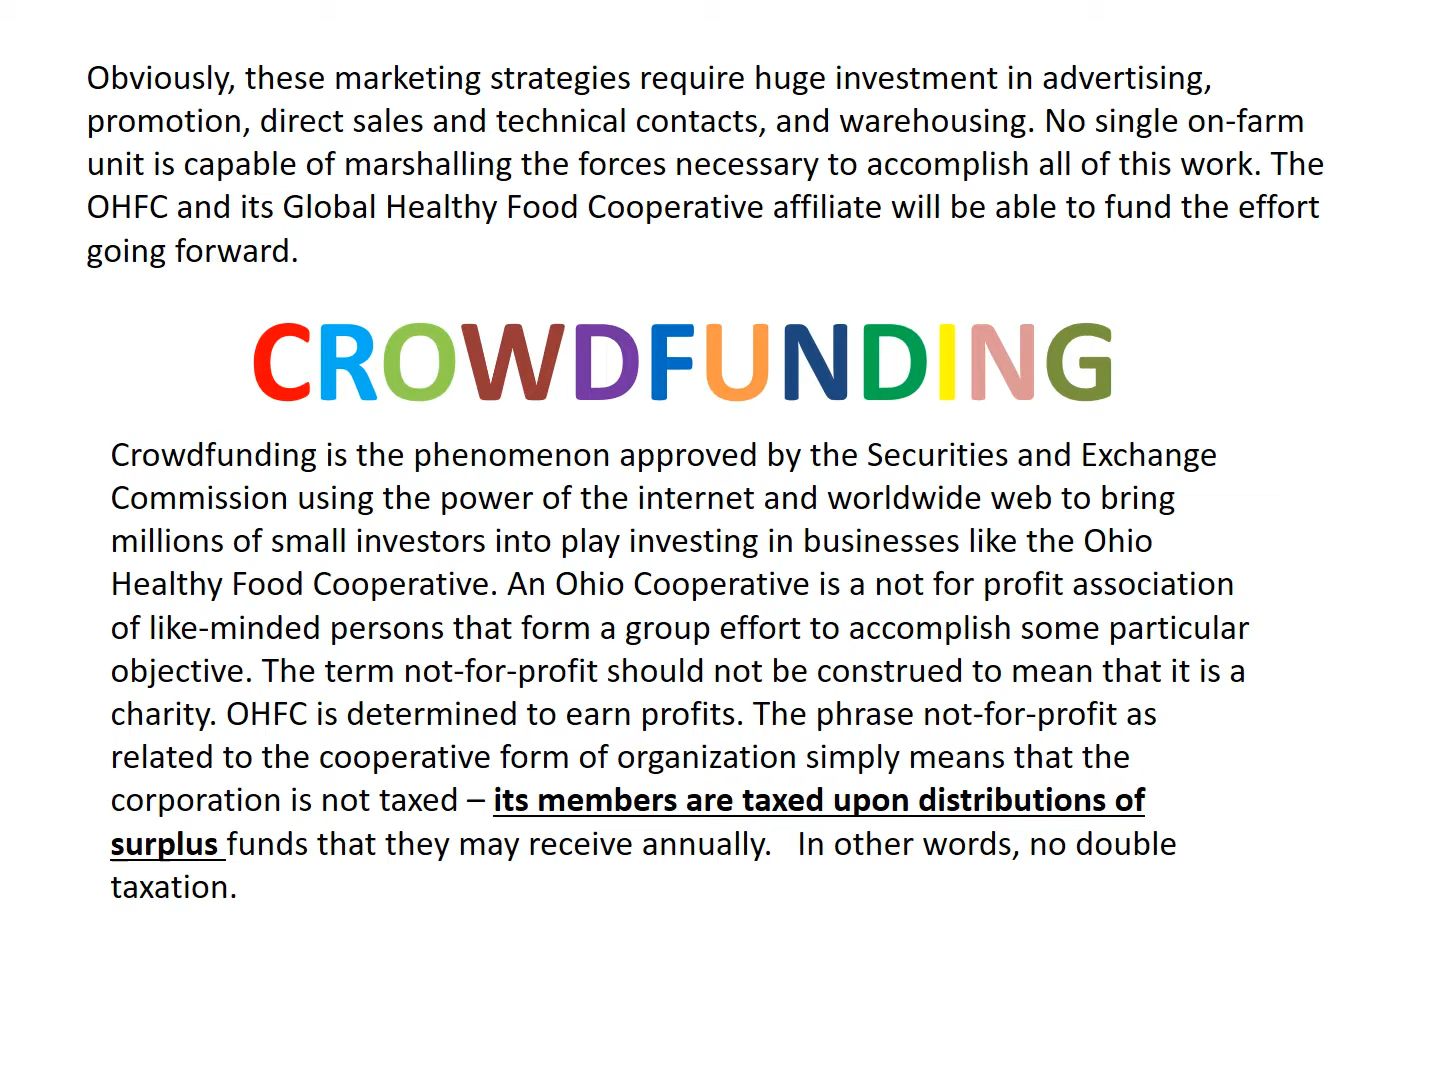 Obviously, these marketing strategies require huge investment in advertising,
promotion, direct sales and technical contacts, and warehousing. No single on-farm
unit is capable of marshalling the forces necessary to accomplish all of this work. The
OHFC and its Global Healthy Food Cooperative affiliate will be able to fund the effort
going forward.
CROWDFUNDING
Crowdfunding is the phenomenon approved by the Securities and Exchange
Commission using the power of the internet and worldwide web to bring
millions of small investors into play investing in businesses like the Ohio
Healthy Food Cooperative. An Ohio Cooperative is a not for profit association
of like-minded persons that form a group effort to accomplish some particular
objective. The term not-for-profit should not be construed to mean that it is a
charity. OHFC is determined to earn profits. The phrase not-for-profit as
related to the cooperative form of organization simply means that the
corporation is not taxed – its members are taxed upon distributions of
surplus funds that they may receive annually.   In other words, no double
taxation.